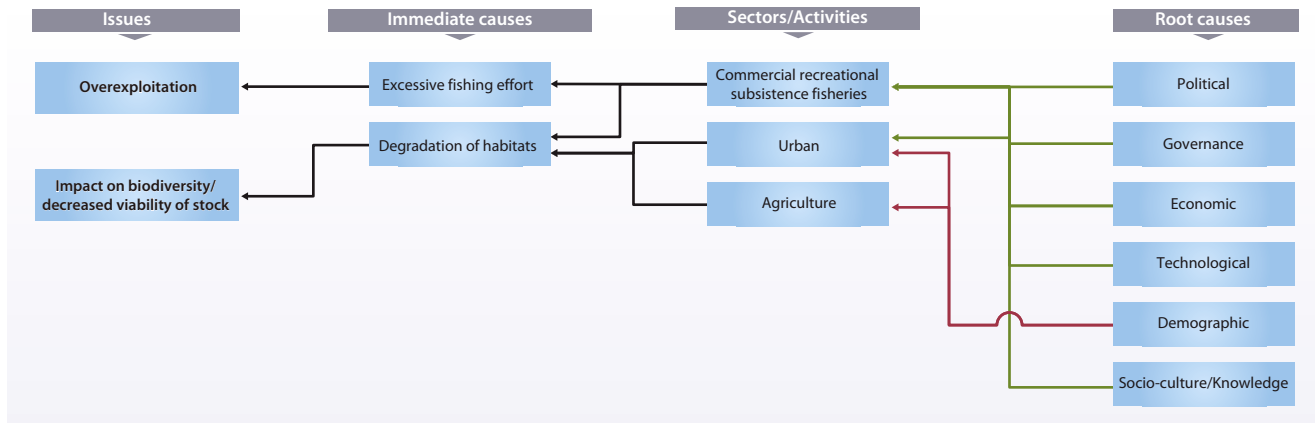 Issues
Immediate causes
Sectors/Activities
Root causes
Overexploitation
Excessive fishing effort
Commercial recreational
subsistence fisheries
Political
Degradation of habitats
Urban
Governance
Impact on biodiversity/
decreased viability of stock
Agriculture
Economic
Technological
Demographic
Socio-culture/Knowledge